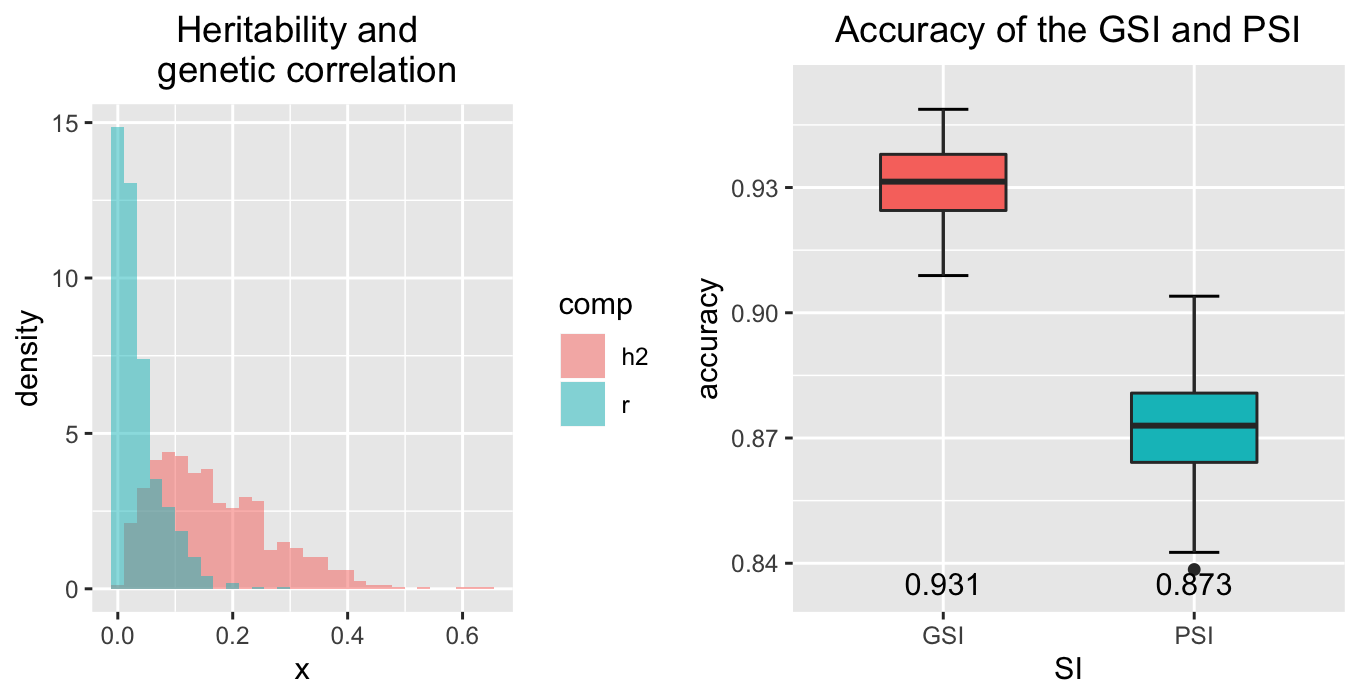 Heritability and
genetic correlation
density
15
10
5
0
0.0
0.2
0.4
0.6
x
comp
h2
r
Accuracy of the GSI and PSI
accuracy
0.93
0.90
0.87
0.84
0.931
0.873
GSI
PSI
SI